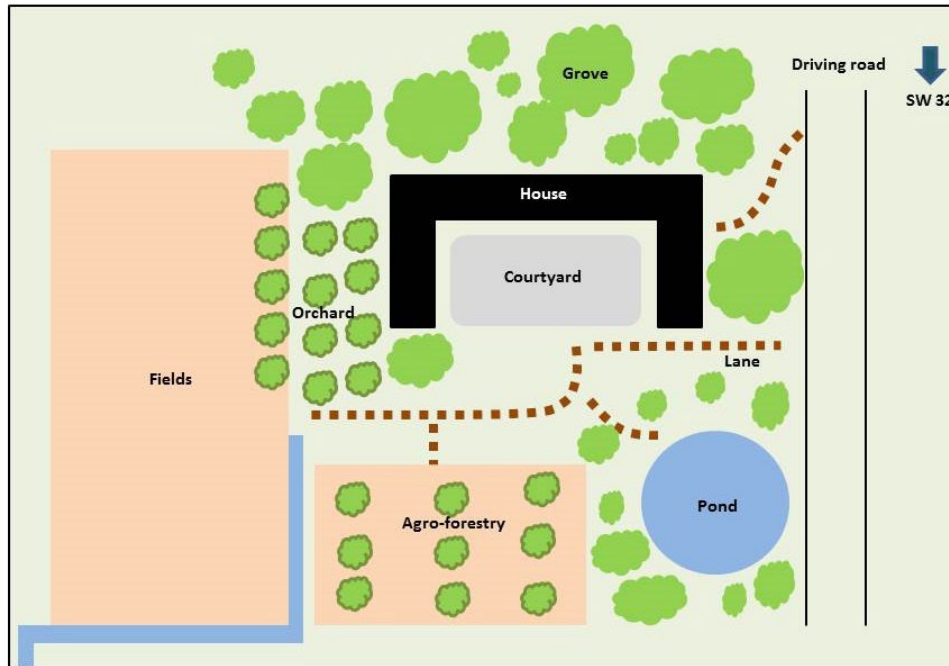 Grove
Driving road
SW 32
House
Courtyard
Orchard
Lane
Fields
Pond
Agro-forestry